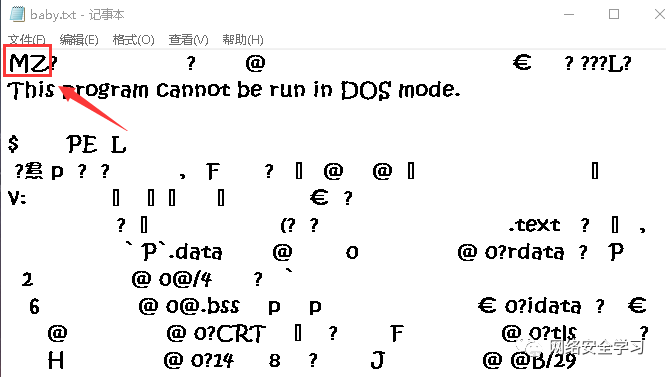 baby.txt - 记事本
文件(F) 编辑(E) 格式(O) 查看(V) 帮助(H)
MZ? ? @ € ? ???L?
This program cannot be run in DOS mode.
$ PE L
? p ? ? , F ? @ @
V: € ?
? (? ? .text ? ,
` P`.data @ 0 @ 0?rdata ? P
2 @ 0@/4 ? `
6 @ 0@.bss p p € 0?idata ? €
@ @ 0?CRT ? F @ 0?tls ?
H @ 0?14 8 ? J @ @B/29
网络安全学习